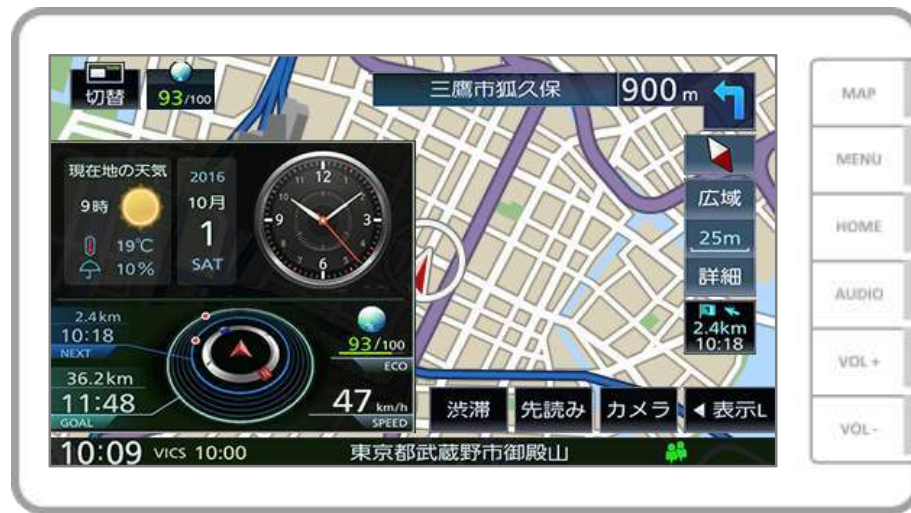 切替
93/100
三鷹市狐久保 900 m
現在地の天気
9時
19℃
10%
2016
10月
1
SAT
12
3
6
9
広域
25m
詳細
2.4km
10:18
2.4km
10:18
NEXT
36.2km
11:48
GOAL
93/100
ECO
47 km/h
SPEED
渋滞
先読み
カメラ
表示L
10:09 VICS 10:00 東京都武蔵野市御殿山
MAP
MENU
HOME
AUDIO
VOL +
VOL -